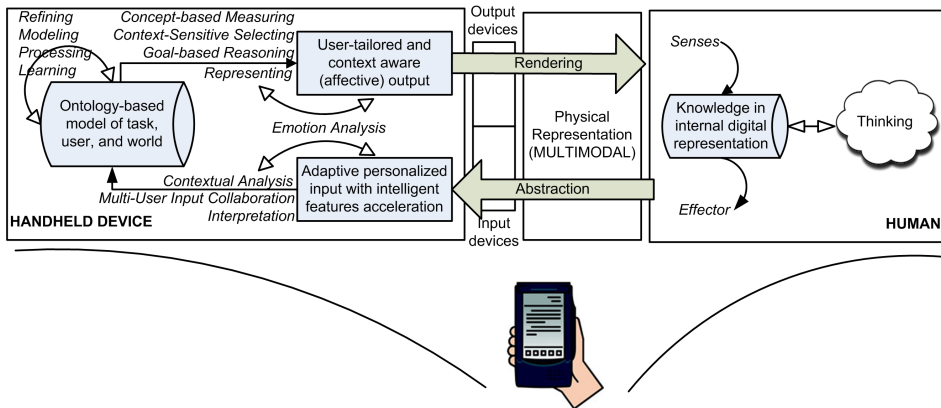 Refining
Modeling
Processing
Learning
Concept-based Measuring
Context-Sensitive Selecting
Goal-based Reasoning
Representing
User-tailored and
context aware
(affective) output
Output
devices
Rendering
Senses
Ontology-based
model of task,
user, and world
Emotion Analysis
Physical
Representation
(MULTIMODAL)
Knowledge in
internal digital
representation
Thinking
Contextual Analysis
Multi-User Input Collaboration
Interpretation
Adaptive personalized
input with intelligent
features acceleration
Abstraction
Effector
HANDHELD DEVICE
Input
devices
HUMAN